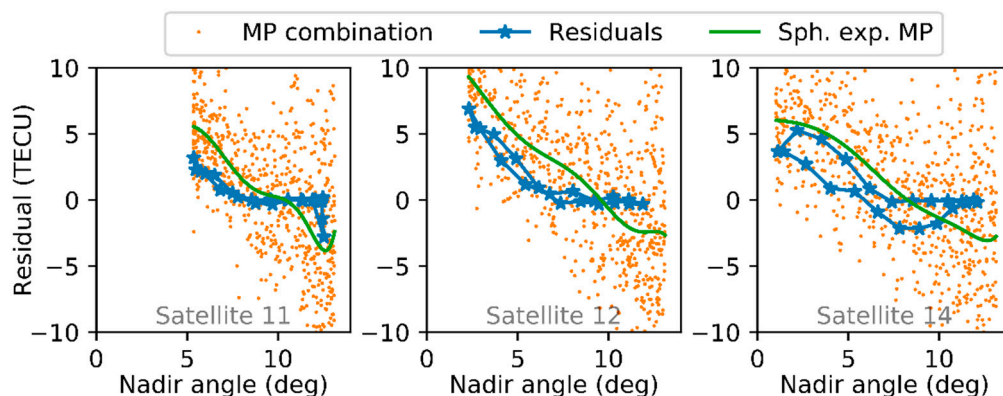 MP combination Residuals Sph. exp. MP
Residual (TECU)
10
5
0
−5
−10
Satellite 11
0 5 10
Nadir angle (deg)
10
5
0
−5
−10
Satellite 12
0 5 10
Nadir angle (deg)
10
5
0
−5
−10
Satellite 14
0 5 10
Nadir angle (deg)